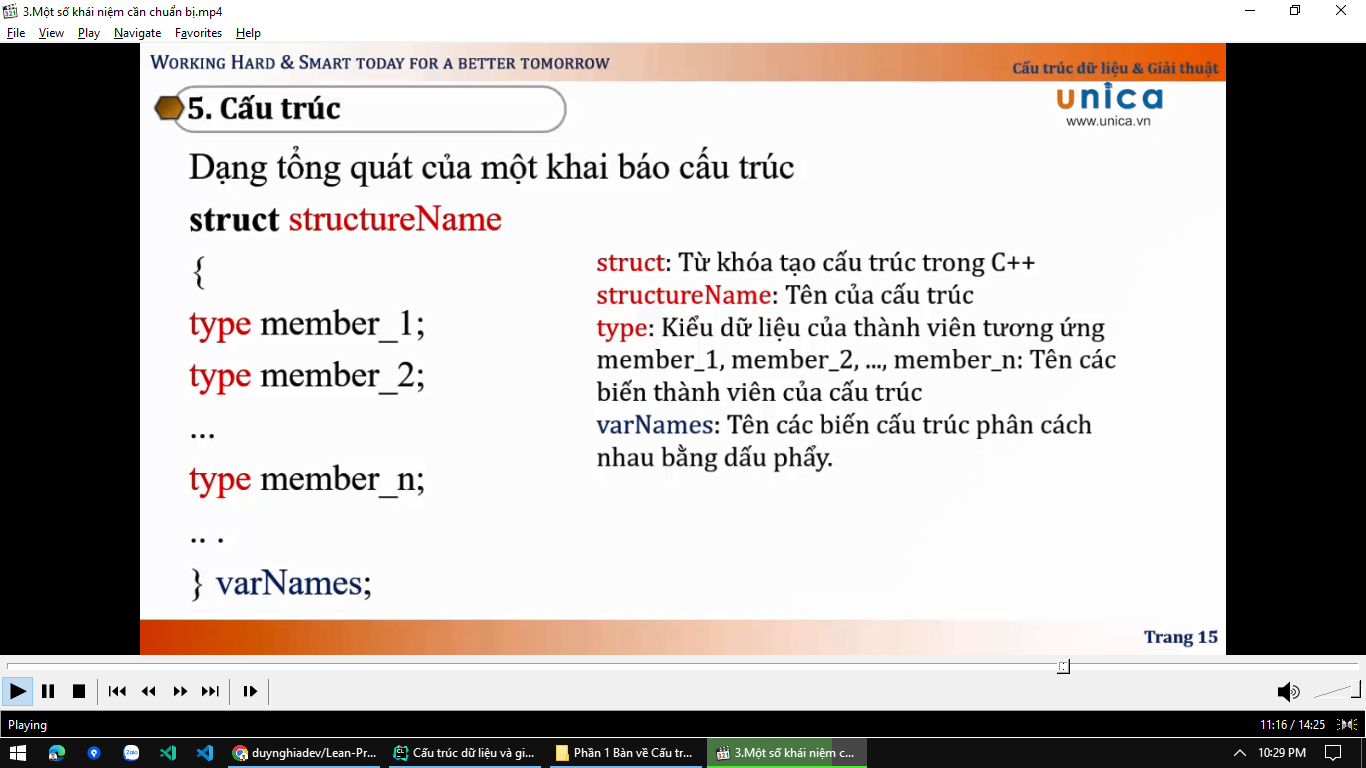 3.Một số khái niệm cần chuẩn bị.mp4
File View Play Navigate Favorites Help
WORKING HARD & SMART TODAY FOR A BETTER TOMORROW
Cấu trúc dữ liệu & Giải thuật
5. Cấu trúc
unica
www.unica.vn
Dạng tổng quát của một khai báo cấu trúc
struct structureName
{
type member_1;
type member_2;
...
type member_n;
.. .
} varNames;
struct: Từ khóa tạo cấu trúc trong C++
structureName: Tên của cấu trúc
type: Kiểu dữ liệu của thành viên tương ứng
member_1, member_2, ..., member_n: Tên các
biến thành viên của cấu trúc
varNames: Tên các biến cấu trúc phân cách
nhau bằng dấu phẩy.
Trang 15
Playing
11:16 / 14:25
Zalo
duynghiadev/Lean-Pr...
Cấu trúc dữ liệu và gi...
Phần 1 Bàn về Cấu tr...
321
3.Một số khái niệm c...
10:29 PM